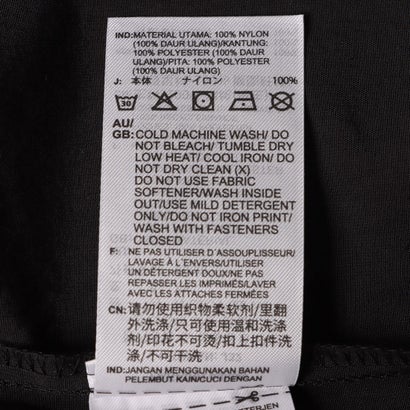 IND:MATERIAL UTAMA: 100% NYLON
(100% DAUR ULANG)/KANTUNG:
100% POLYESTER (100% DAUR
ULANG)/PITA: 100% POLYESTER
(100% DAUR ULANG)
J: 本体 ナイロン 100%
30
AU/
GB: COLD MACHINE WASH/ DO
NOT BLEACH/ TUMBLE DRY
LOW HEAT/ COOL IRON/ DO
NOT DRY CLEAN (X)
DO NOT USE FABRIC
SOFTENER/WASH INSIDE
OUT/USE MILD DETERGENT
ONLY/DO NOT IRON PRINT/
WASH WITH FASTENERS
CLOSED
F: NE PAS UTILISER D'ASSOUPLISSEUR/
LAVAGE À L'ENVERS/UTILISER
UN DÉTERGENT DOUX/NE PAS
REPASSER LES IMPRIMÉS/LAVER
AVEC LES ATTACHES FERMÉES
CN: 请勿使用织物柔软剂/里翻
外洗涤/只可使用温和洗涤
剂/印花不可烫/扣上扣件洗
涤/不可干洗
IND:JANGAN MENGGUNAKAN BAHAN
PELEMBUT KAIN/CUCI DENGAN